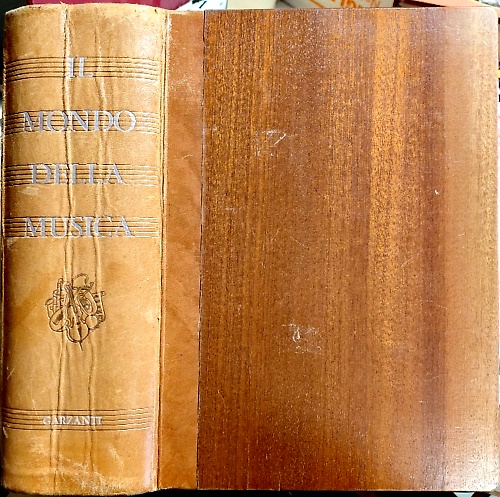 IL
MONDO
DELLA
MUSICA
GARZANTI